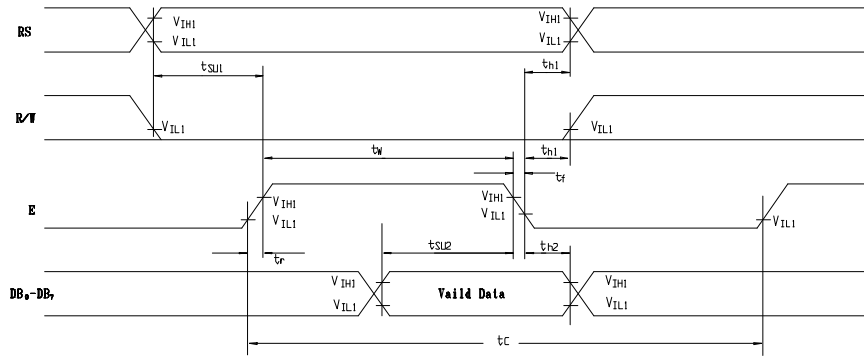 RS
VIH1
VIL1
VIH1
VIL1
tSU1
th1
R/W
VIL1
VIL1
tW
th1
tf
E
VIH1
VIL1
VIH1
VIL1
VIL1
tr
tSU2
th2
DB0-DB7
VIH1
VIL1
Vaild Data
VIH1
VIL1
tC